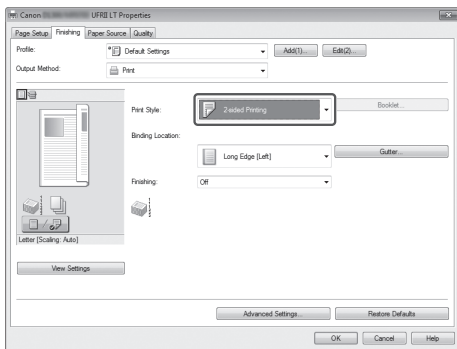 Canon UFRII LT Properties
Page Setup Finishing Paper Source Quality
Profile: Default Settings Add(1)... Edit(2)...
Output Method: Print
Print Style: 2-sided Printing Booklet...
Binding Location:
Long Edge [Left] Gutter...
Finishing: Off
Letter [Scaling: Auto]
View Settings
Advanced Settings... Restore Defaults
OK Cancel Help